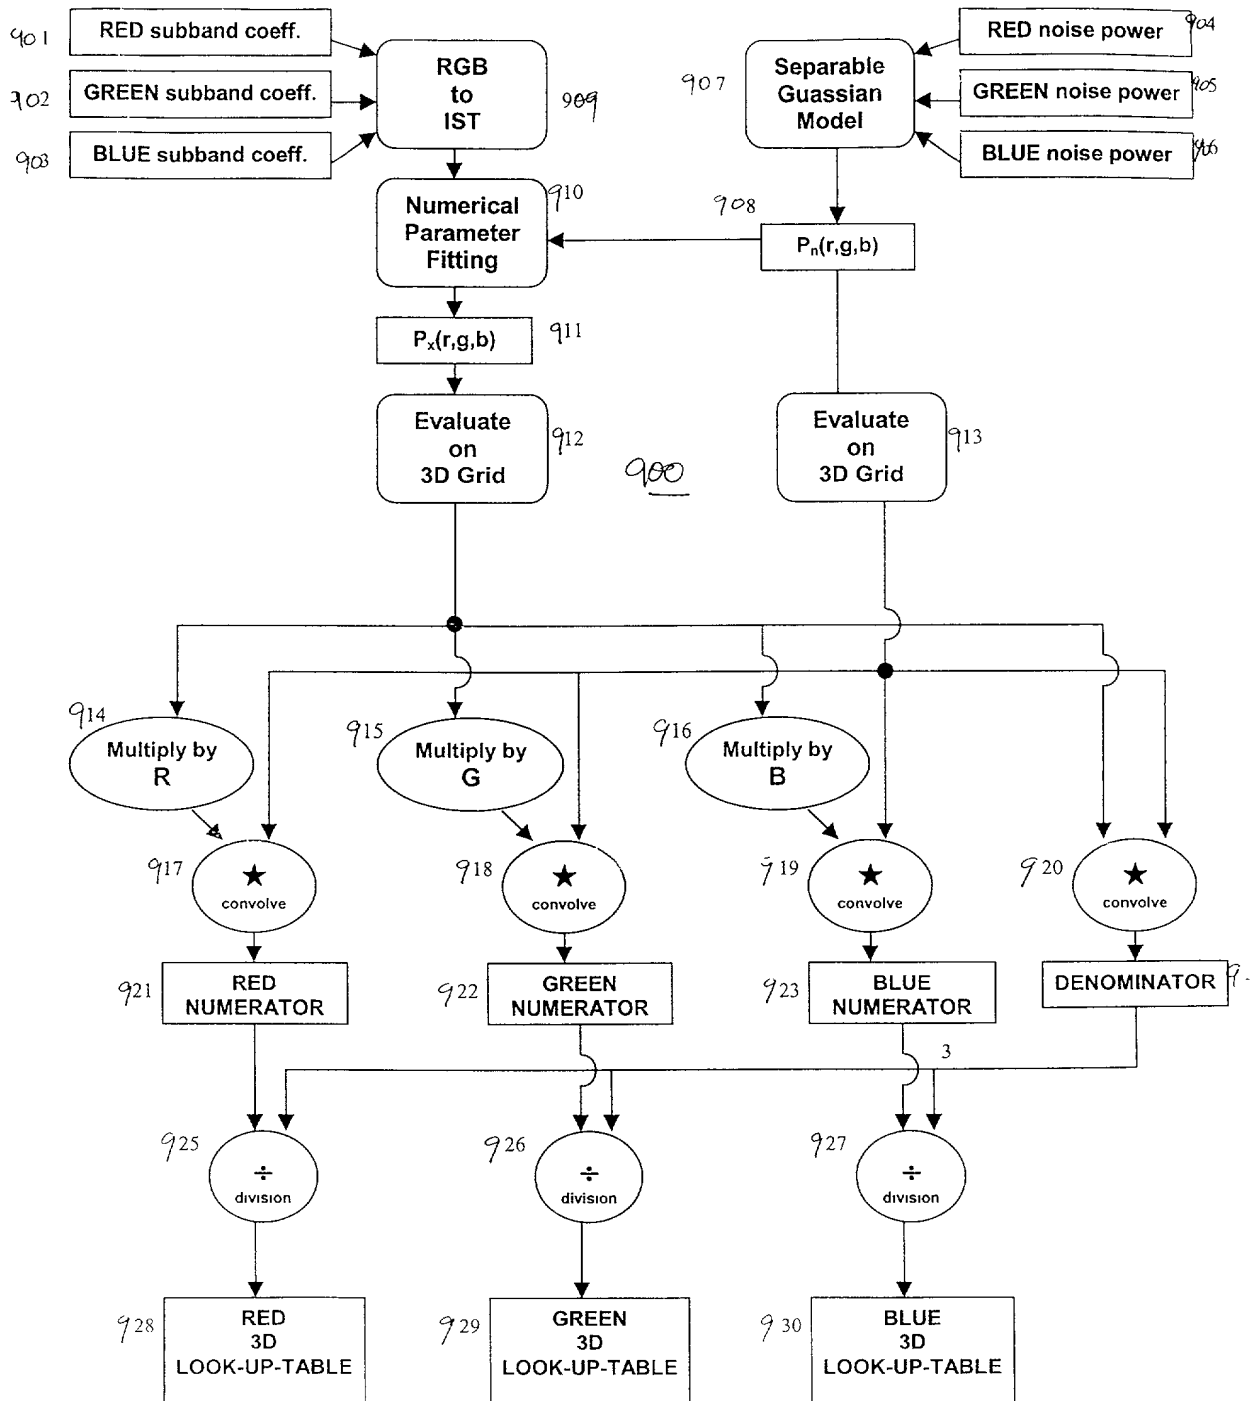 901 RED subband coeff.
902 GREEN subband coeff.
903 BLUE subband coeff.
RGB
to
IST
909
907
Separable
Guassian
Model
RED noise power 904
GREEN noise power 905
BLUE noise power 906
910
Numerical
Parameter
Fitting
908
Pn(r,g,b)
Px(r,g,b)
911
Evaluate
on
3D Grid
912
900
Evaluate
on
3D Grid
913
914
Multiply by
R
915
Multiply by
G
916
Multiply by
B
917
★
convolve
918
★
convolve
919
★
convolve
920
★
convolve
921
RED
NUMERATOR
922
GREEN
NUMERATOR
923
BLUE
NUMERATOR
DENOMINATOR
3
925
÷
division
926
÷
division
927
÷
division
928
RED
3D
LOOK-UP-TABLE
929
GREEN
3D
LOOK-UP-TABLE
930
BLUE
3D
LOOK-UP-TABLE